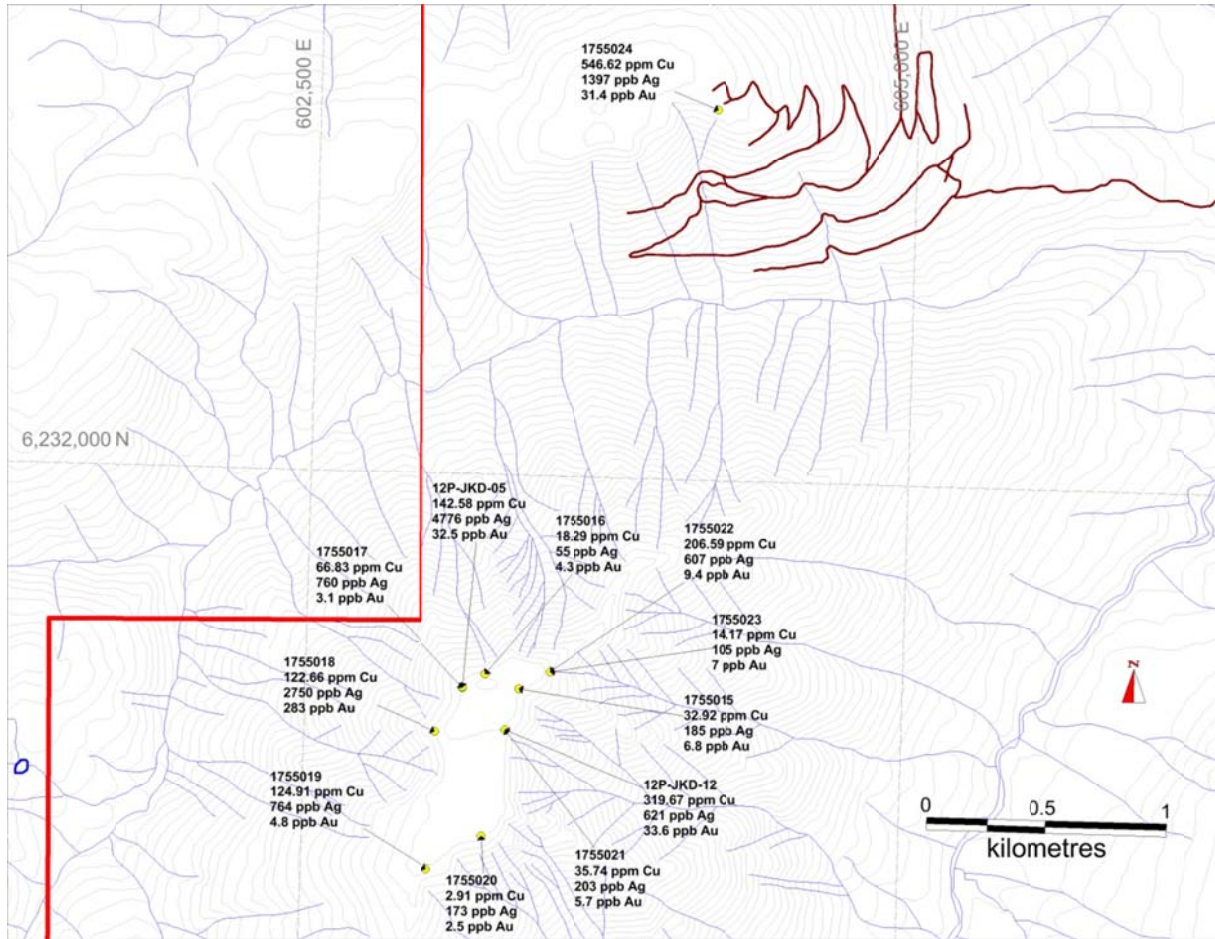 1755024
546.62 ppm Cu
1397 ppb Ag
31.4 ppb Au
602,500 E
605,000 E
6,232,000 N
12P-JKD-05
142.58 ppm Cu
4776 ppb Ag
32.5 ppb Au
1755016
18.29 ppm Cu
55 ppb Ag
4.3 ppb Au
1755022
206.59 ppm Cu
607 ppb Ag
9.4 ppb Au
1755017
66.83 ppm Cu
760 ppb Ag
3.1 ppb Au
1755023
14.17 ppm Cu
105 ppb Ag
7 ppb Au
1755018
122.66 ppm Cu
2750 ppb Ag
283 ppb Au
1755015
32.92 ppm Cu
185 ppb Ag
6.8 ppb Au
N
1755019
124.91 ppm Cu
764 ppb Ag
4.8 ppb Au
12P-JKD-12
319.67 ppm Cu
621 ppb Ag
33.6 ppb Au
0 0.5 1
kilometres
1755021
35.74 ppm Cu
203 ppb Ag
5.7 ppb Au
1755020
2.91 ppm Cu
173 ppb Ag
2.5 ppb Au